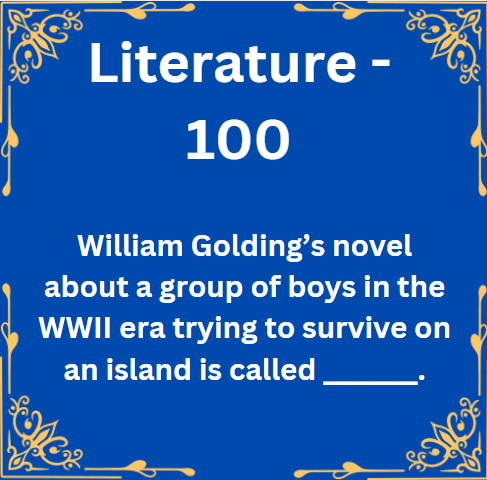 Literature -
100
William Golding’s novel
about a group of boys in the
WWII era trying to survive on
an island is called ______.